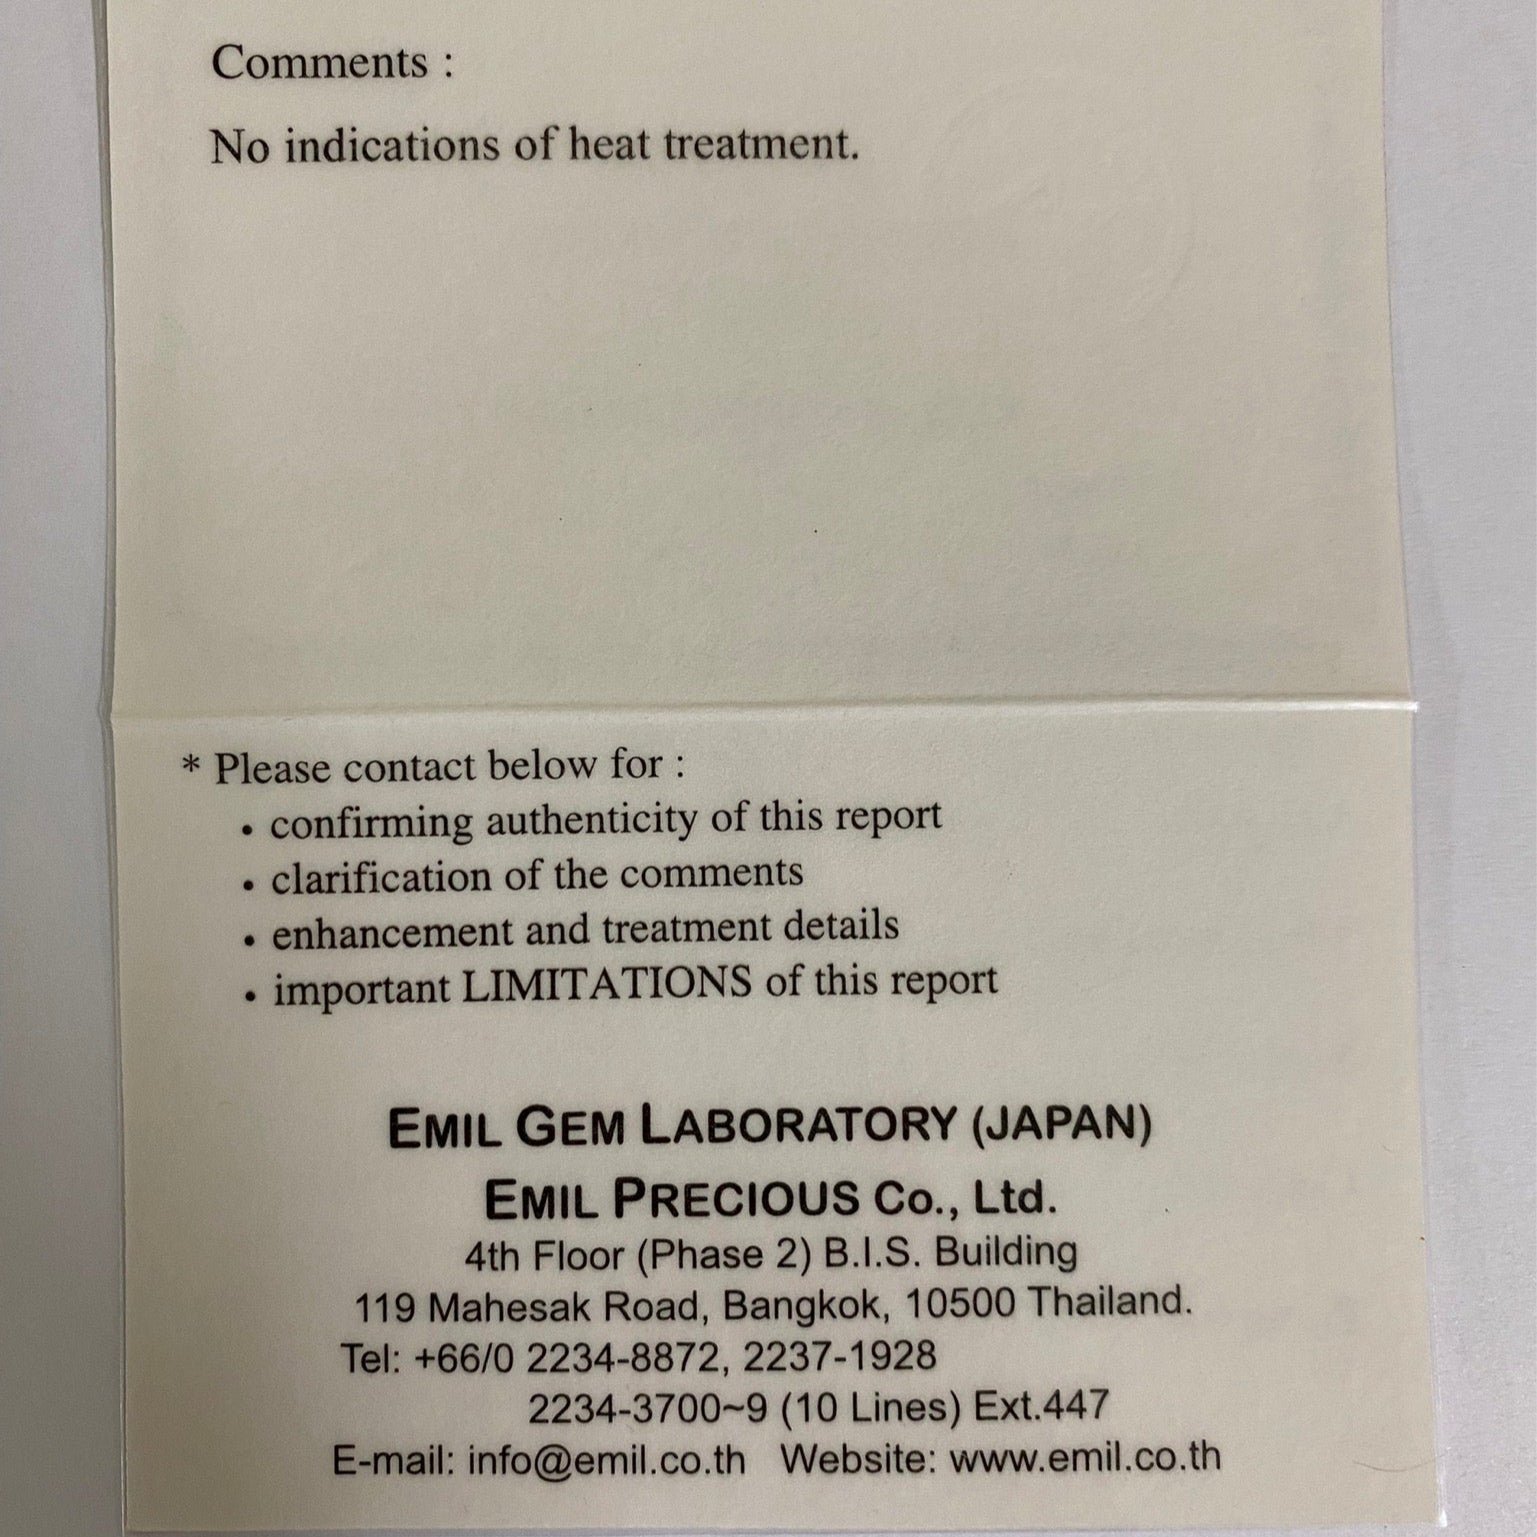 Comments :
No indications of heat treatment.
* Please contact below for :
• confirming authenticity of this report
• clarification of the comments
• enhancement and treatment details
• important LIMITATIONS of this report
EMIL GEM LABORATORY (JAPAN)
EMIL PRECIOUS Co., Ltd.
4th Floor (Phase 2) B.I.S. Building
119 Mahesak Road, Bangkok, 10500 Thailand.
Tel: +66/0 2234-8872, 2237-1928
2234-3700~9 (10 Lines) Ext.447
E-mail: info@emil.co.th Website: www.emil.co.th